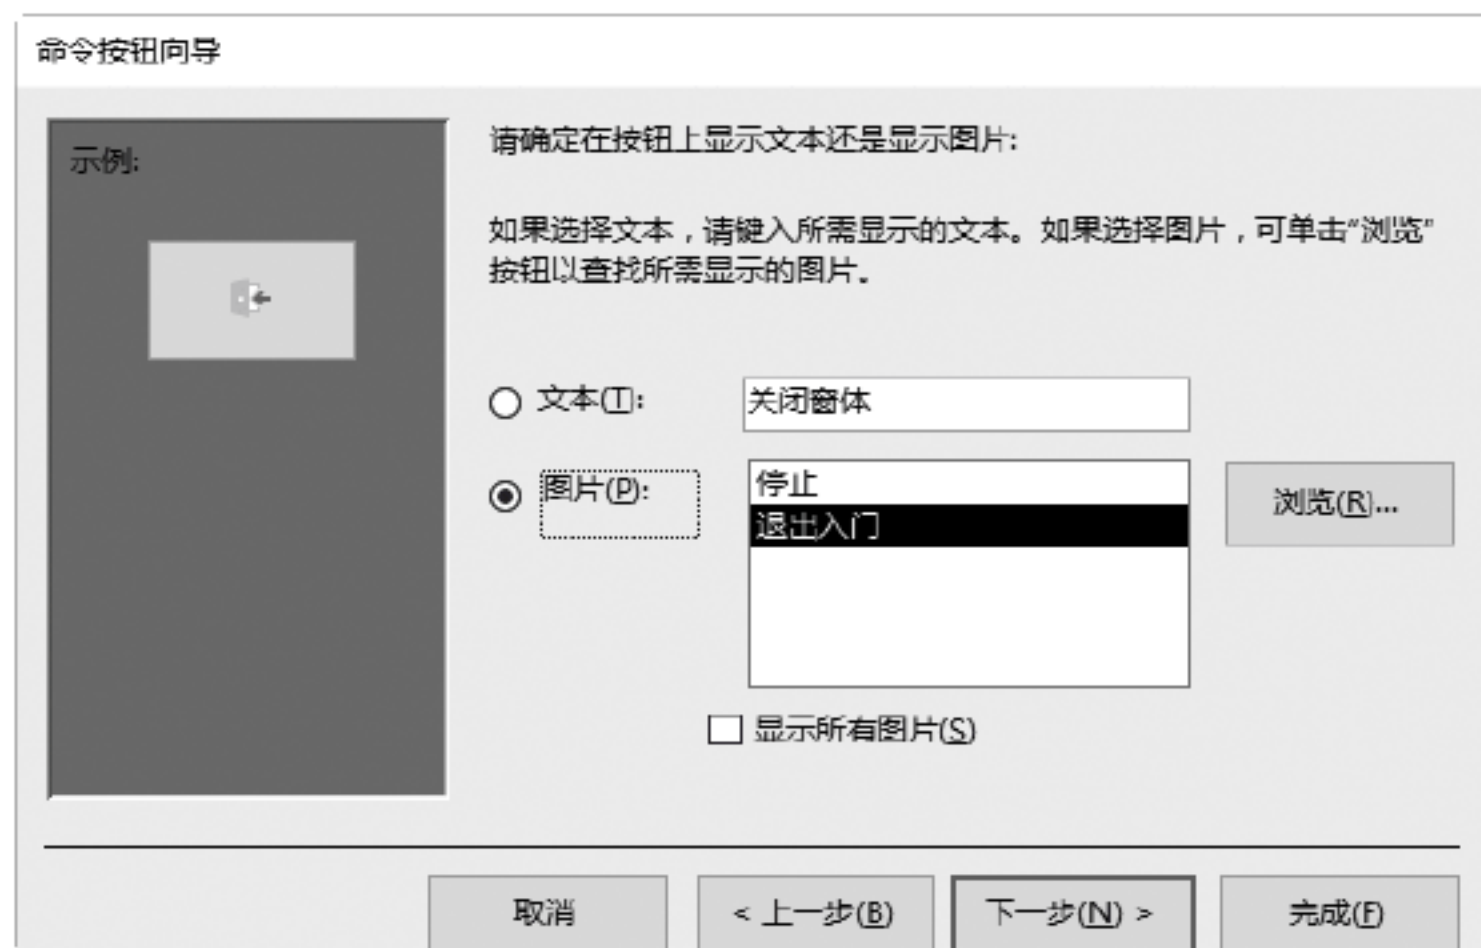 命令按钮向导
示例:
请确定在按钮上显示文本还是显示图片:
如果选择文本，请键入所需显示的文本。如果选择图片，可单击“浏览”
按钮以查找所需显示的图片。
文本(T):
关闭窗体
图片(P):
停止
退出入门
浏览(R)...
显示所有图片(S)
取消
< 上一步(B)
下一步(N) >
完成(F)